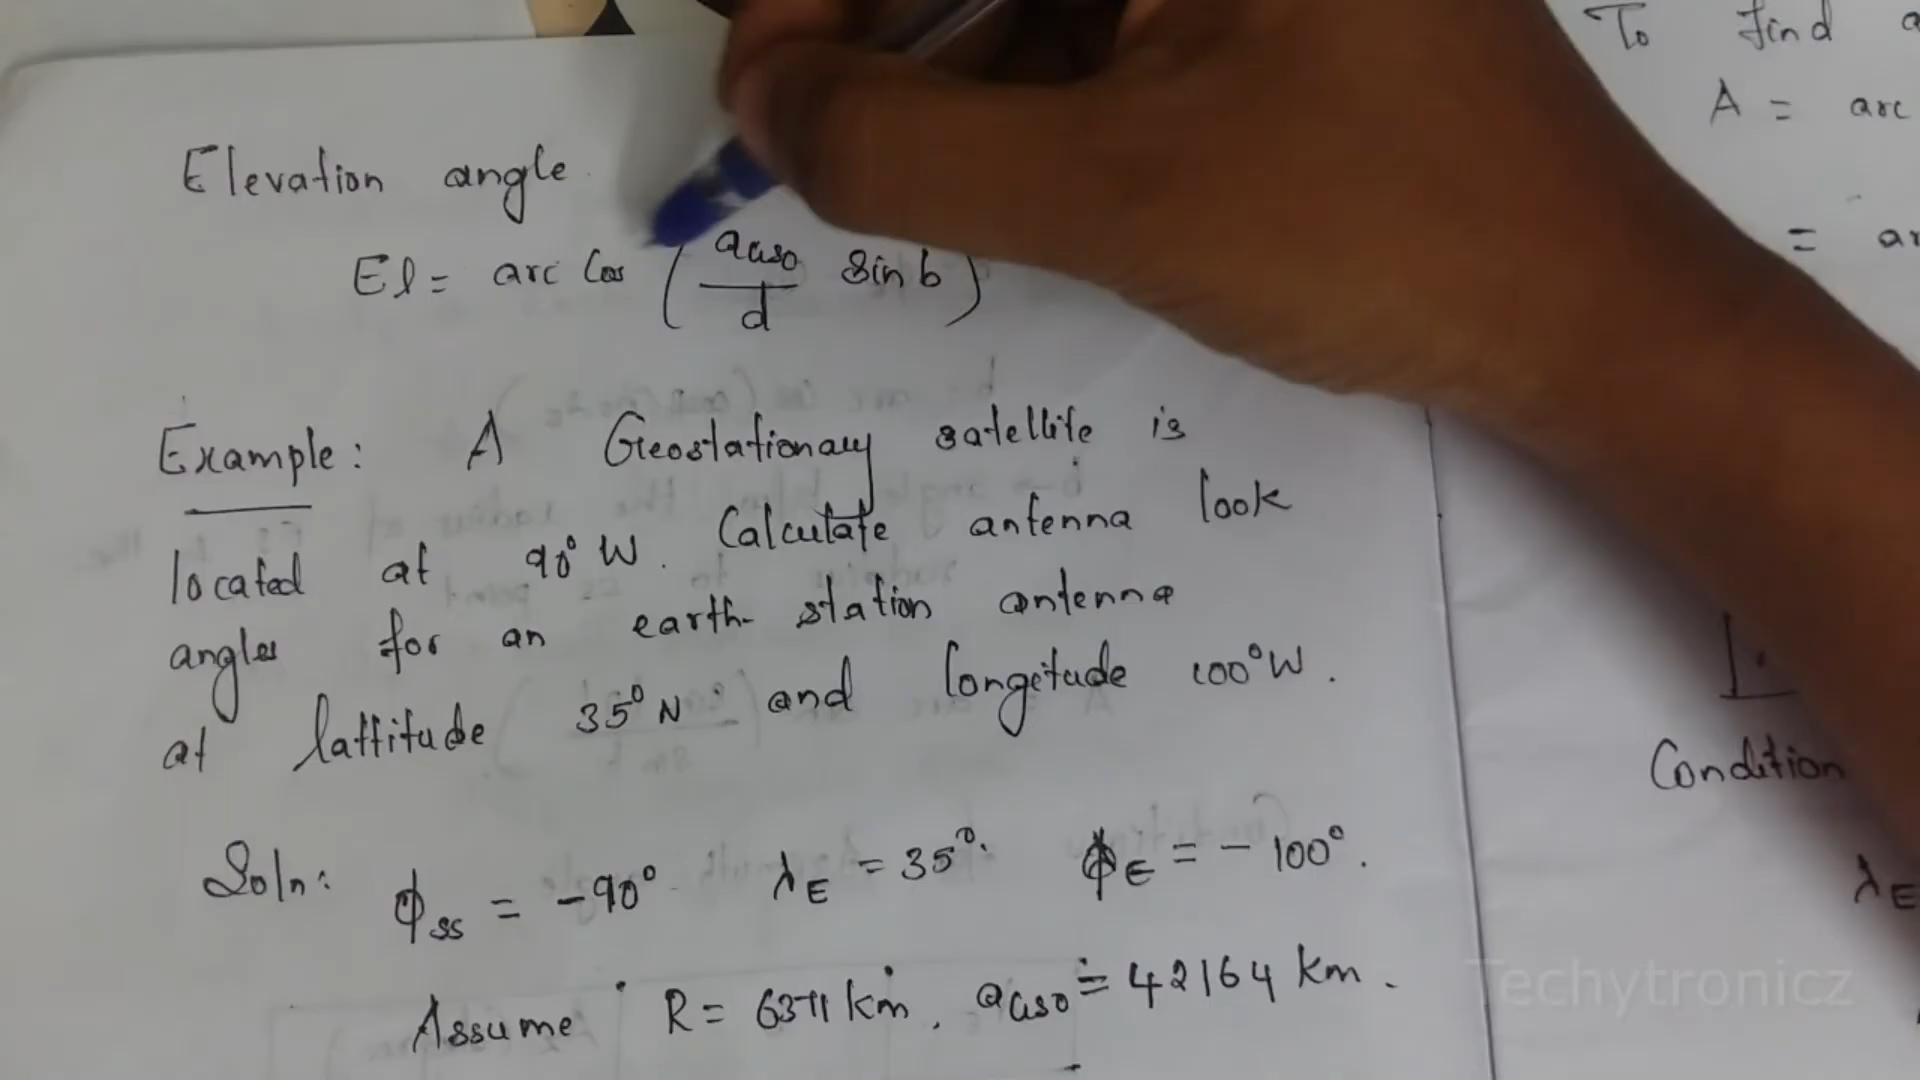 Elevation angle
El = arc Cos ( aGSO / d sin b )
Example: A Geostationary satellite is
located at 90° W. Calculate antenna look
angles for an earth station antenna
at lattitude 35° N and longitude 100° W.
Soln: ϕss = -90° λE = 35° ϕE = -100°.
Assume R = 6371 km, aGSO = 42164 km.
To find
A = arc
=
Condition
λE
Techytronicz